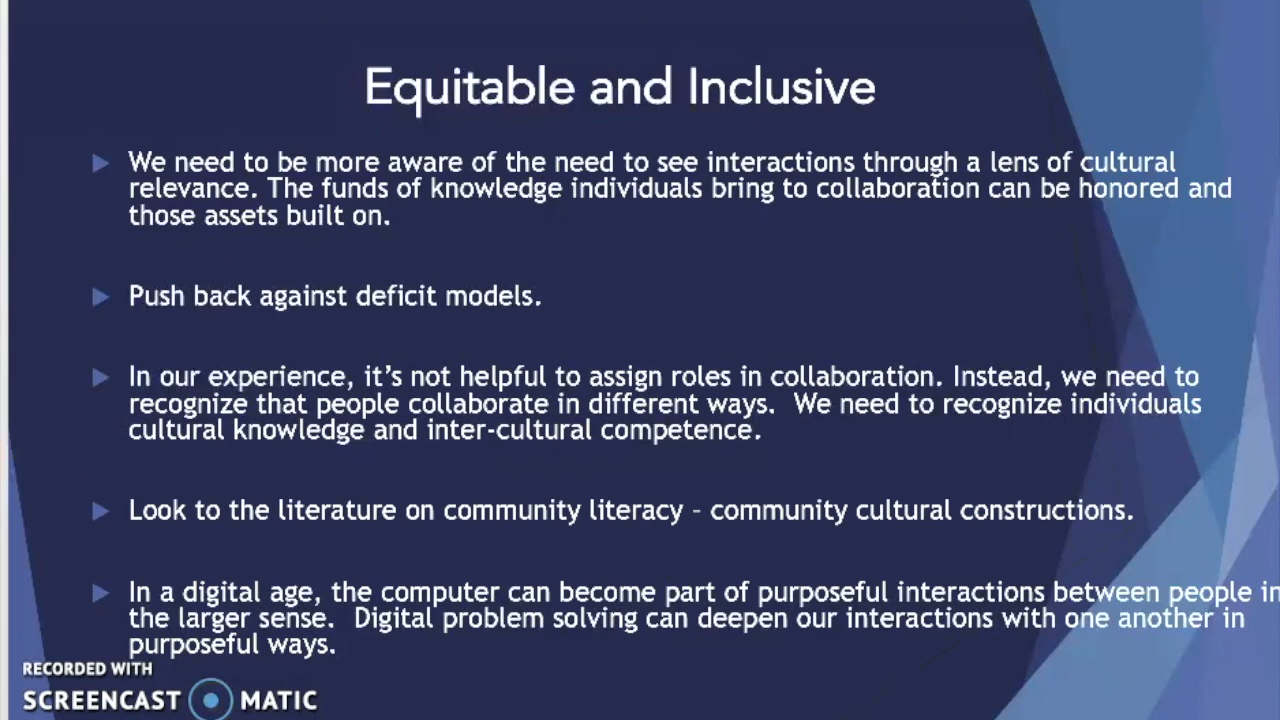 Equitable and Inclusive
We need to be more aware of the need to see interactions through a lens of cultural
relevance. The funds of knowledge individuals bring to collaboration can be honored and
those assets built on.
Push back against deficit models.
In our experience, it's not helpful to assign roles in collaboration. Instead, we need to
recognize that people collaborate in different ways.  We need to recognize individuals
cultural knowledge and inter-cultural competence.
Look to the literature on community literacy – community cultural constructions.
In a digital age, the computer can become part of purposeful interactions between people in
the larger sense.  Digital problem solving can deepen our interactions with one another in
purposeful ways.
RECORDED WITH
SCREENCAST MATIC